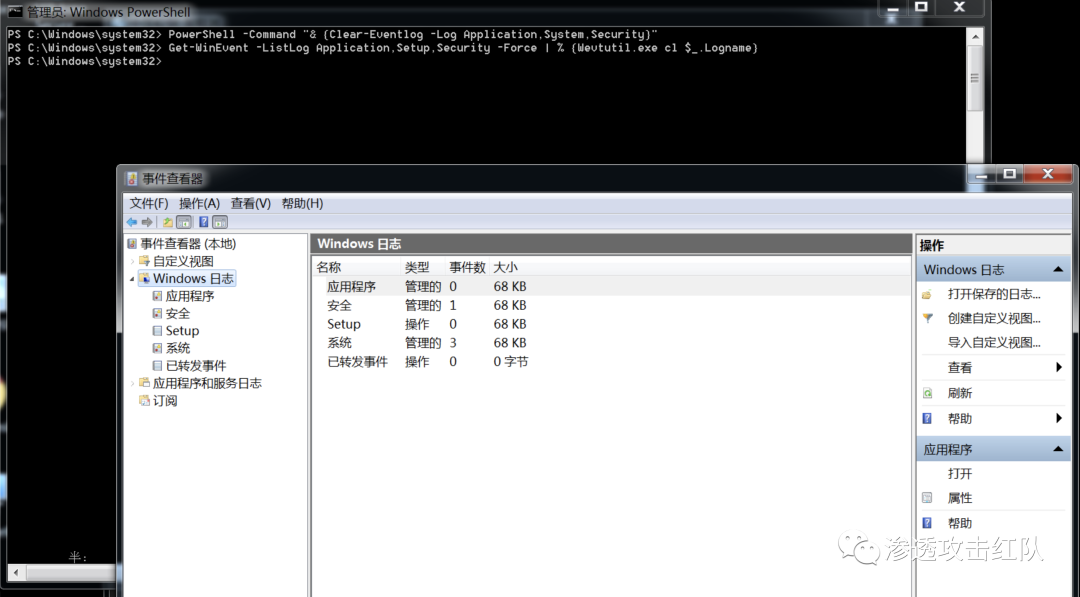 管理员: Windows PowerShell
PS C:\Windows\system32> PowerShell -Command "& {Clear-Eventlog -Log Application,System,Security}"
PS C:\Windows\system32> Get-WinEvent -ListLog Application,Setup,Security -Force | % {Wevtutil.exe cl $_.Logname}
PS C:\Windows\system32>
事件查看器
文件(F) 操作(A) 查看(V) 帮助(H)
事件查看器 (本地)
自定义视图
Windows 日志
应用程序
安全
Setup
系统
已转发事件
应用程序和服务日志
订阅
Windows 日志
名称 类型 事件数 大小
应用程序 管理的 0 68 KB
安全 管理的 1 68 KB
Setup 操作 0 68 KB
系统 管理的 3 68 KB
已转发事件 操作 0 0 字节
操作
Windows 日志
打开保存的日志...
创建自定义视图...
导入自定义视图...
查看
刷新
帮助
应用程序
打开
属性
帮助
半:
渗透攻击红队